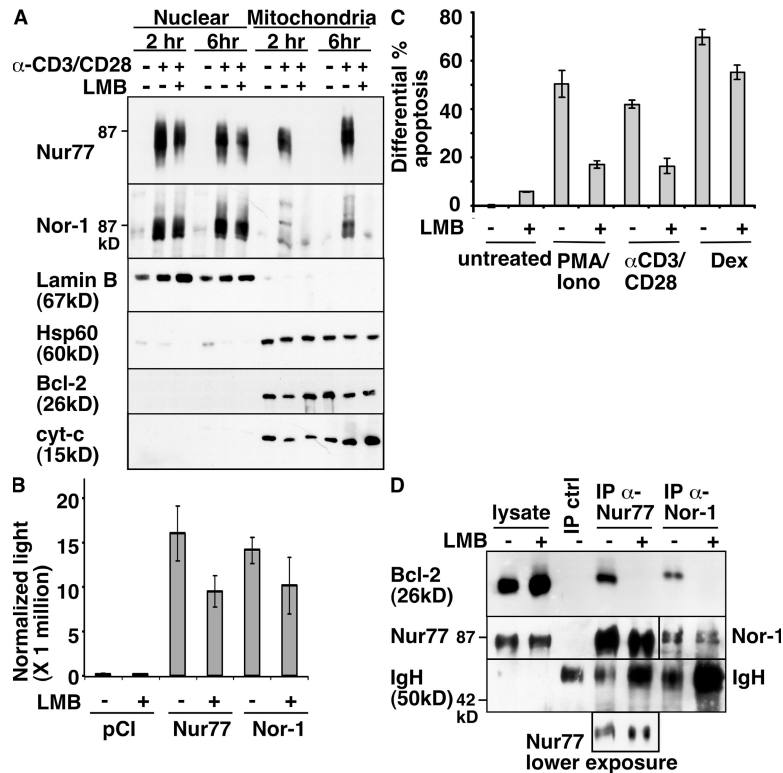 A
Nuclear Mitochondria
2 hr 6hr 2 hr 6hr
α-CD3/CD28 - + + - + + - + + - + +
LMB - - + - - + - - + - - +
Nur77
87
Nor-1
87
kD
Lamin B
(67kD)
Hsp60
(60kD)
Bcl-2
(26kD)
cyt-c
(15kD)
B
Normalized light
(X 1 million)
20
15
10
5
0
LMB - + - + - +
pCI Nur77 Nor-1
C
Differential %
apoptosis
80
60
40
20
0
LMB - + - + - + - +
untreated PMA/
Iono αCD3/
CD28 Dex
D
lysate IP ctrl IP α-
Nur77 IP α-
Nor-1
LMB - + - - + - +
Bcl-2
(26kD)
Nur77 87 Nor-1
IgH
(50kD) IgH
42
kD
Nur77
lower exposure